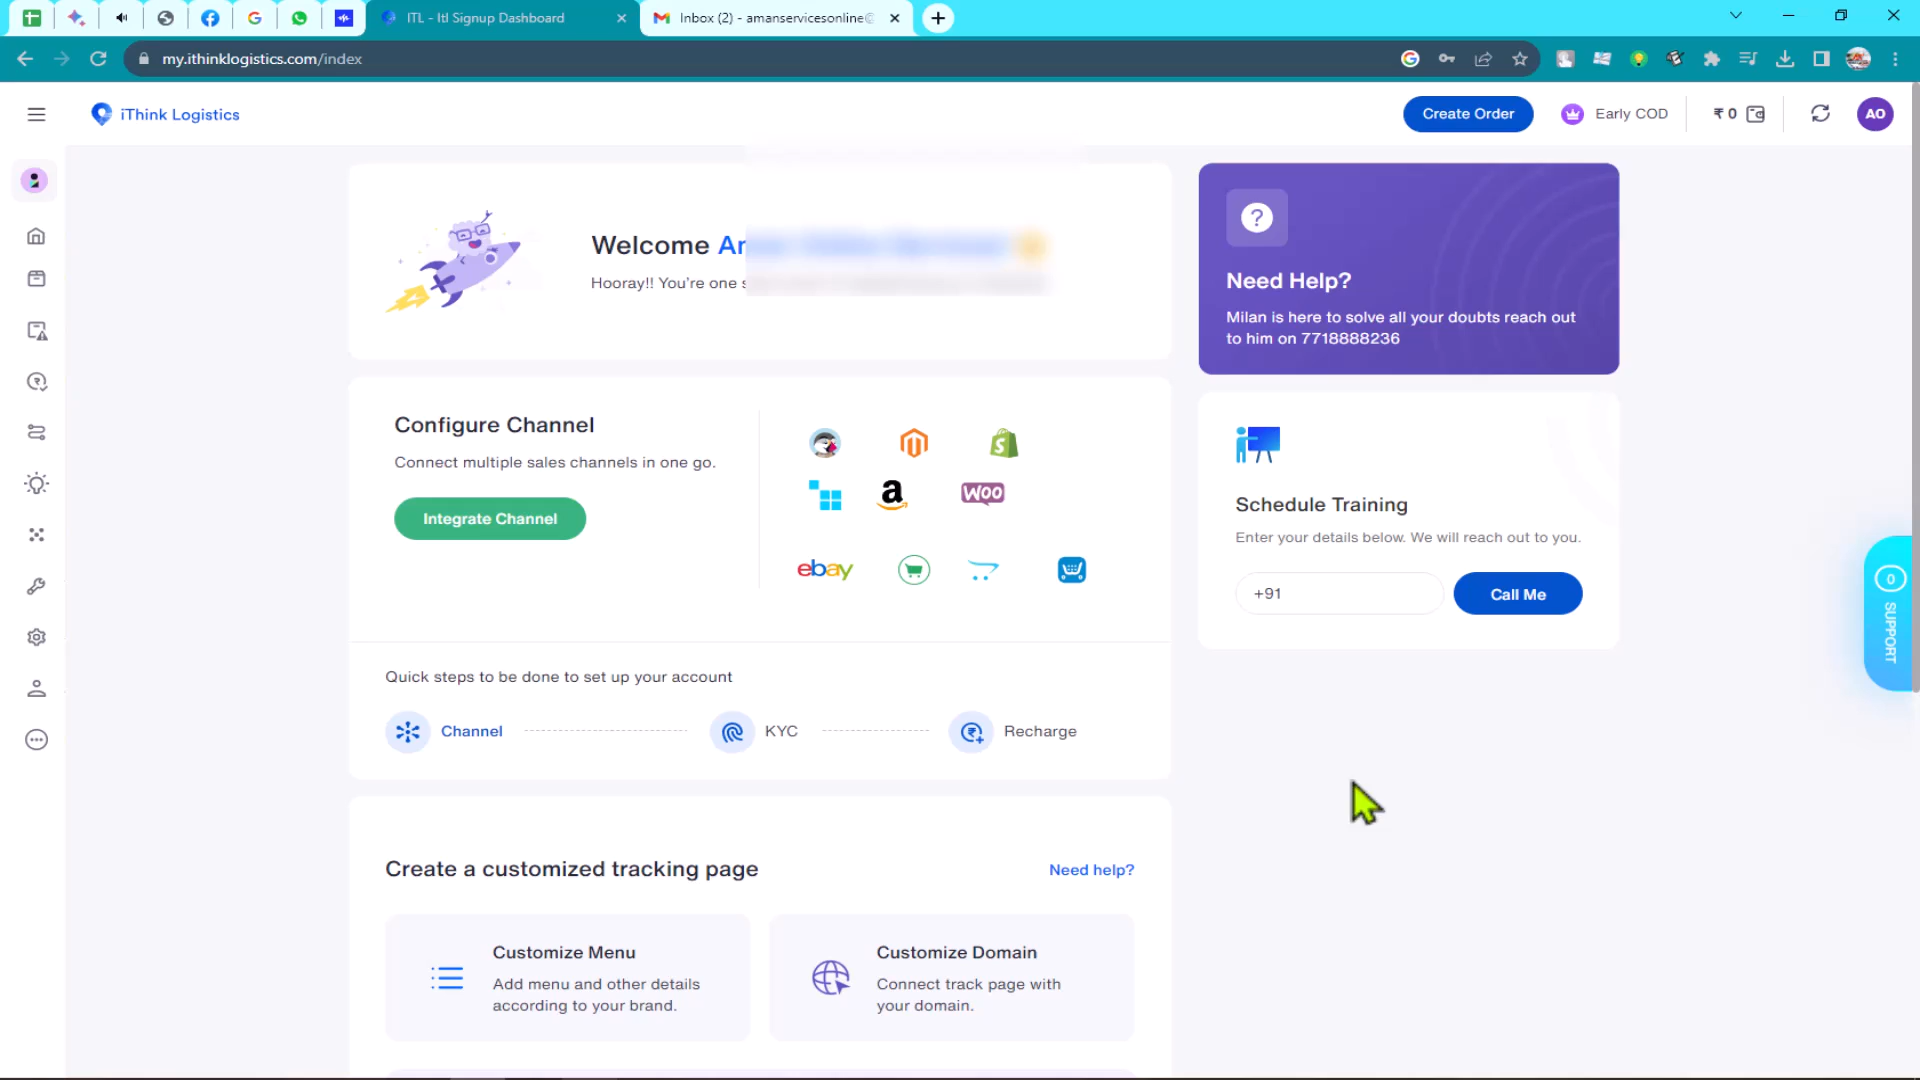 ITL - Itl Signup Dashboard
Inbox (2) - amanservicesonline@
my.ithinklogistics.com/index
iThink Logistics
Create Order
Early COD
₹ 0
AO
Welcome
Hooray!! You're one
Need Help?
Milan is here to solve all your doubts reach out
to him on 7718888236
Configure Channel
Connect multiple sales channels in one go.
Integrate Channel
a
WOO
ebay
Schedule Training
Enter your details below. We will reach out to you.
+91
Call Me
0
SUPPORT
Quick steps to be done to set up your account
Channel
KYC
Recharge
Create a customized tracking page
Need help?
Customize Menu
Add menu and other details
according to your brand.
Customize Domain
Connect track page with
your domain.